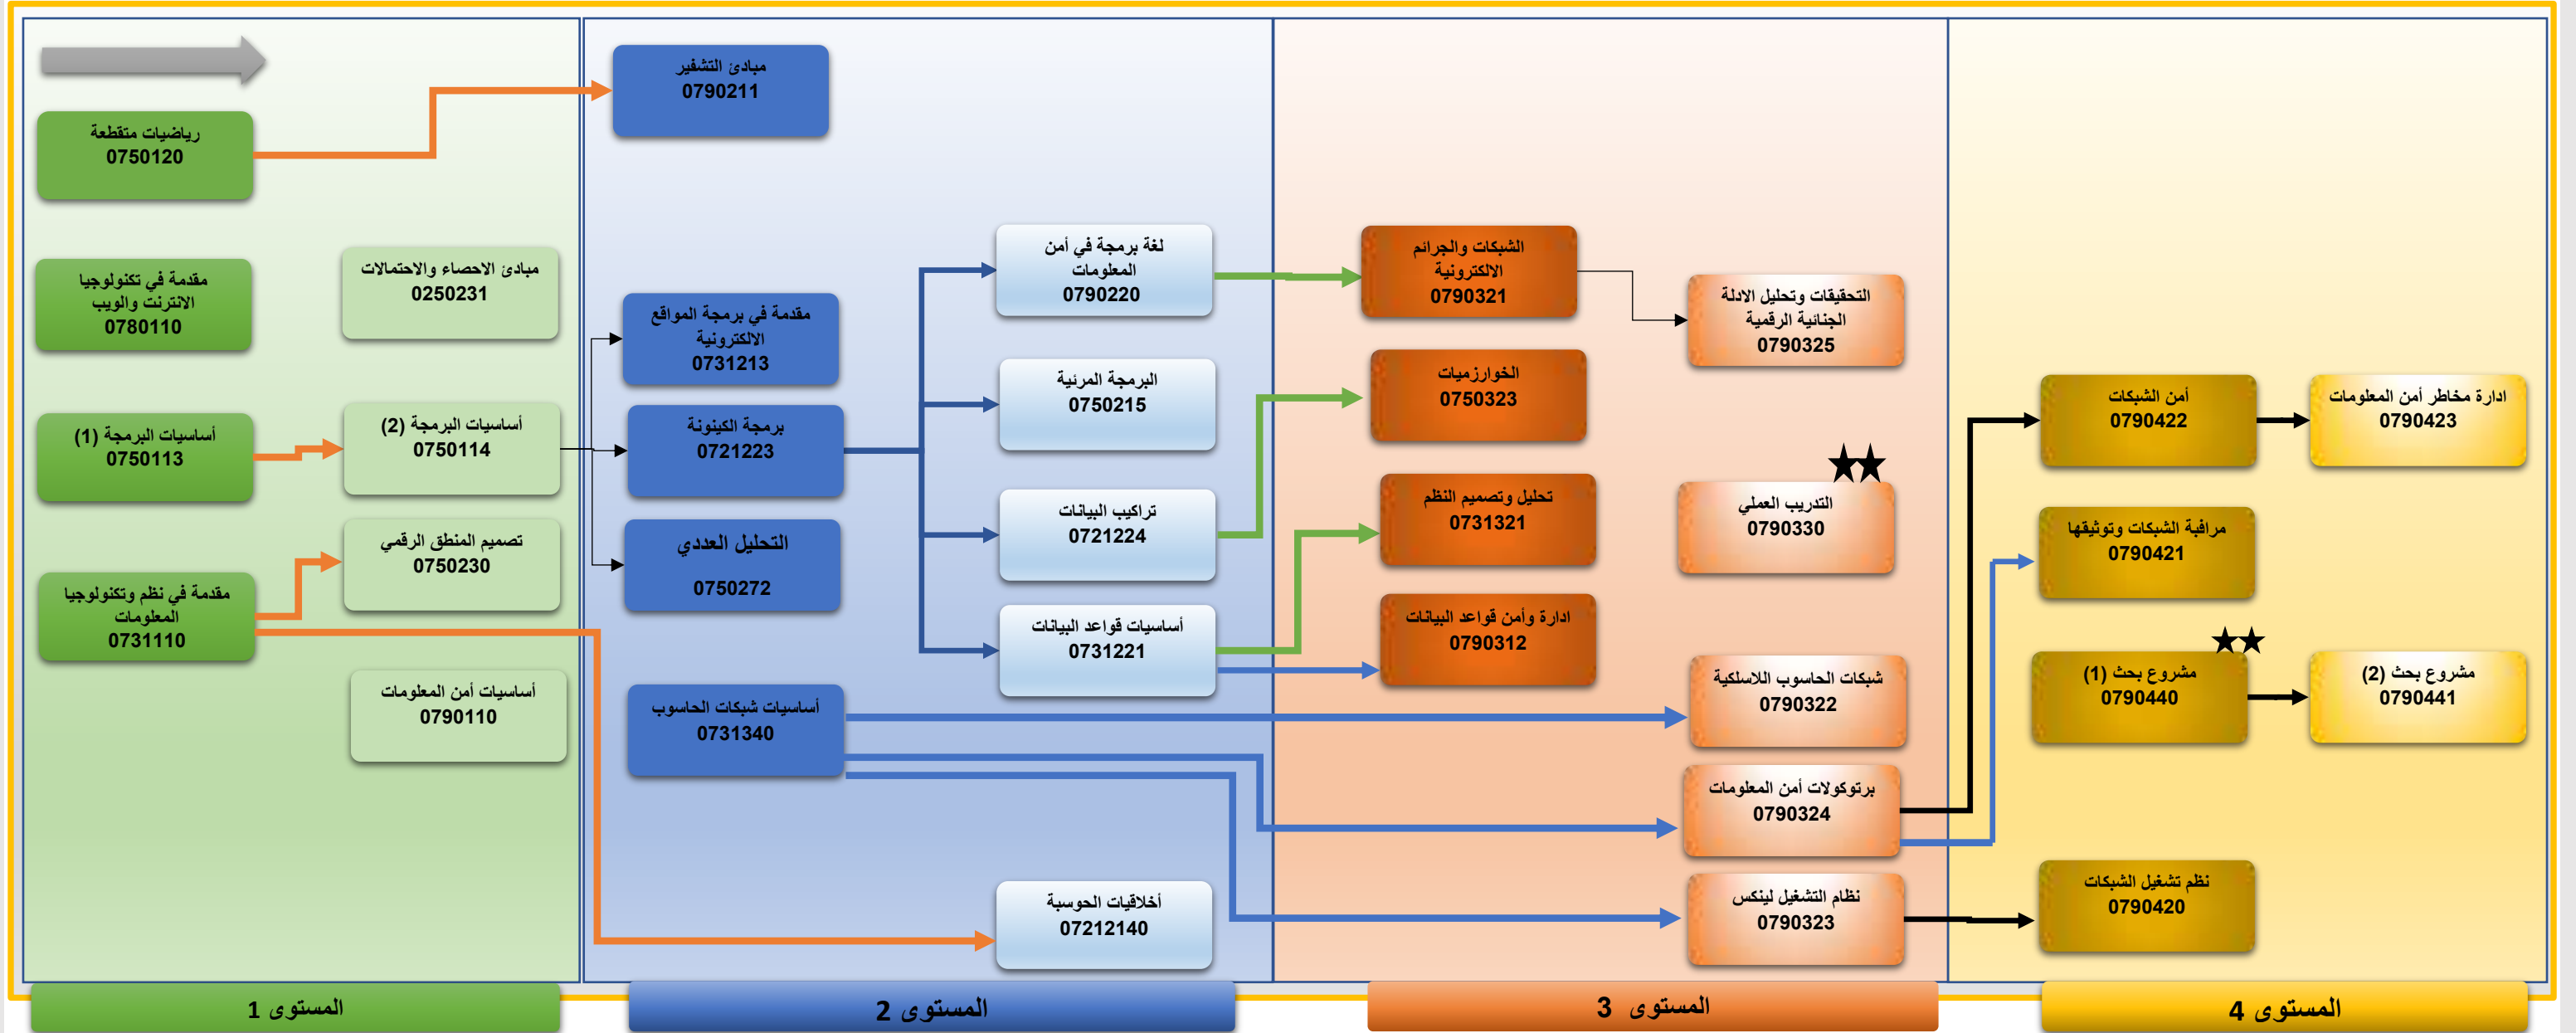 رياضيات متقطعة
0750120
مقدمة في تكنولوجيا
الانترنت والويب
0780110
أساسيات البرمجة (1)
0750113
مقدمة في نظم وتكنولوجيا
المعلومات
0731110
مبادئ الاحصاء والاحتمالات
0250231
أساسيات البرمجة (2)
0750114
تصميم المنطق الرقمي
0750230
أساسيات أمن المعلومات
0790110
مبادئ التشفير
0790211
مقدمة في برمجة المواقع
الالكترونية
0731213
برمجة الكينونة
0721223
التحليل العددي
0750272
أساسيات شبكات الحاسوب
0731340
لغة برمجة في أمن
المعلومات
0790220
البرمجة المرئية
0750215
تراكيب البيانات
0721224
أساسيات قواعد البيانات
0731221
أخلاقيات الحوسبة
07212140
الشبكات والجرائم
الالكترونية
0790321
الخوارزميات
0750323
تحليل وتصميم النظم
0731321
ادارة وأمن قواعد البيانات
0790312
التحقيقات وتحليل الادلة
الجنائية الرقمية
0790325
التدريب العملي
0790330
شبكات الحاسوب اللاسلكية
0790322
برتوكولات أمن المعلومات
0790324
نظام التشغيل لينكس
0790323
أمن الشبكات
0790422
مراقبة الشبكات وتوثيقها
0790421
مشروع بحث (1)
0790440
نظم تشغيل الشبكات
0790420
ادارة مخاطر أمن المعلومات
0790423
مشروع بحث (2)
0790441
المستوى 1
المستوى 2
المستوى 3
المستوى 4